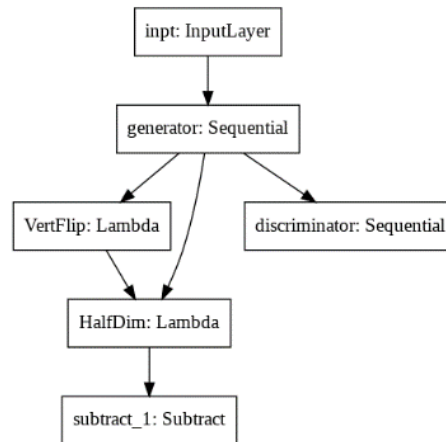 inpt: InputLayer
generator: Sequential
VertFlip: Lambda
discriminator: Sequential
HalfDim: Lambda
subtract_1: Subtract